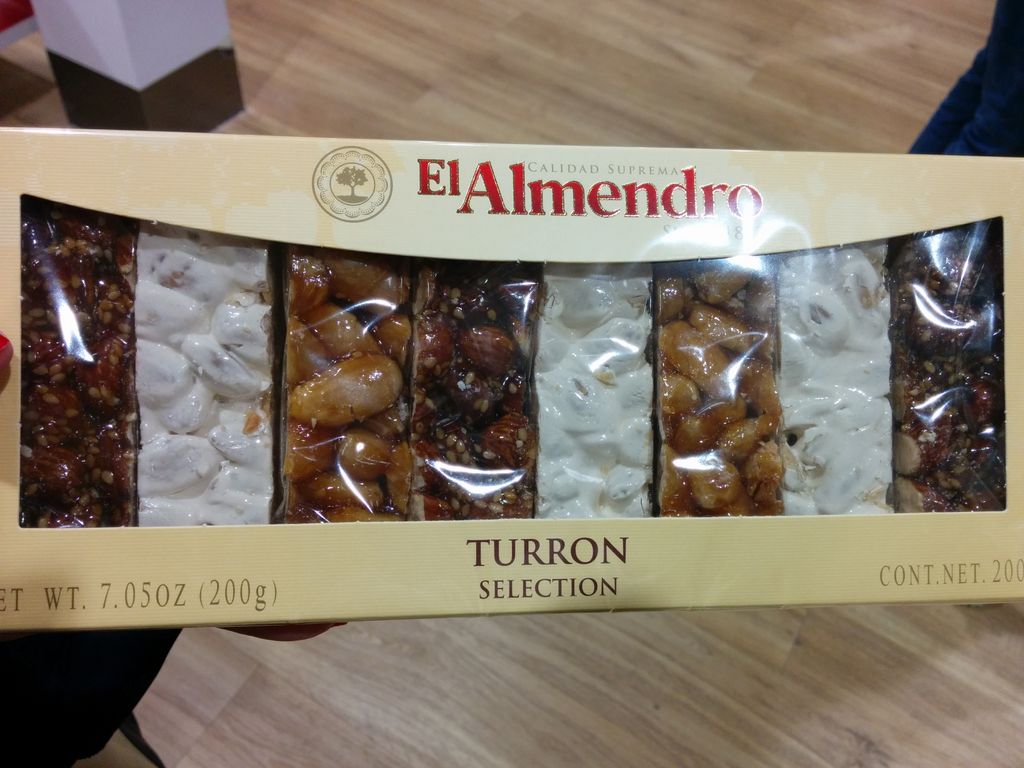 CALIDAD SUPREMA
El Almendro
TURRON
SELECTION
ET WT. 7.05OZ (200g)
CONT.NET. 200